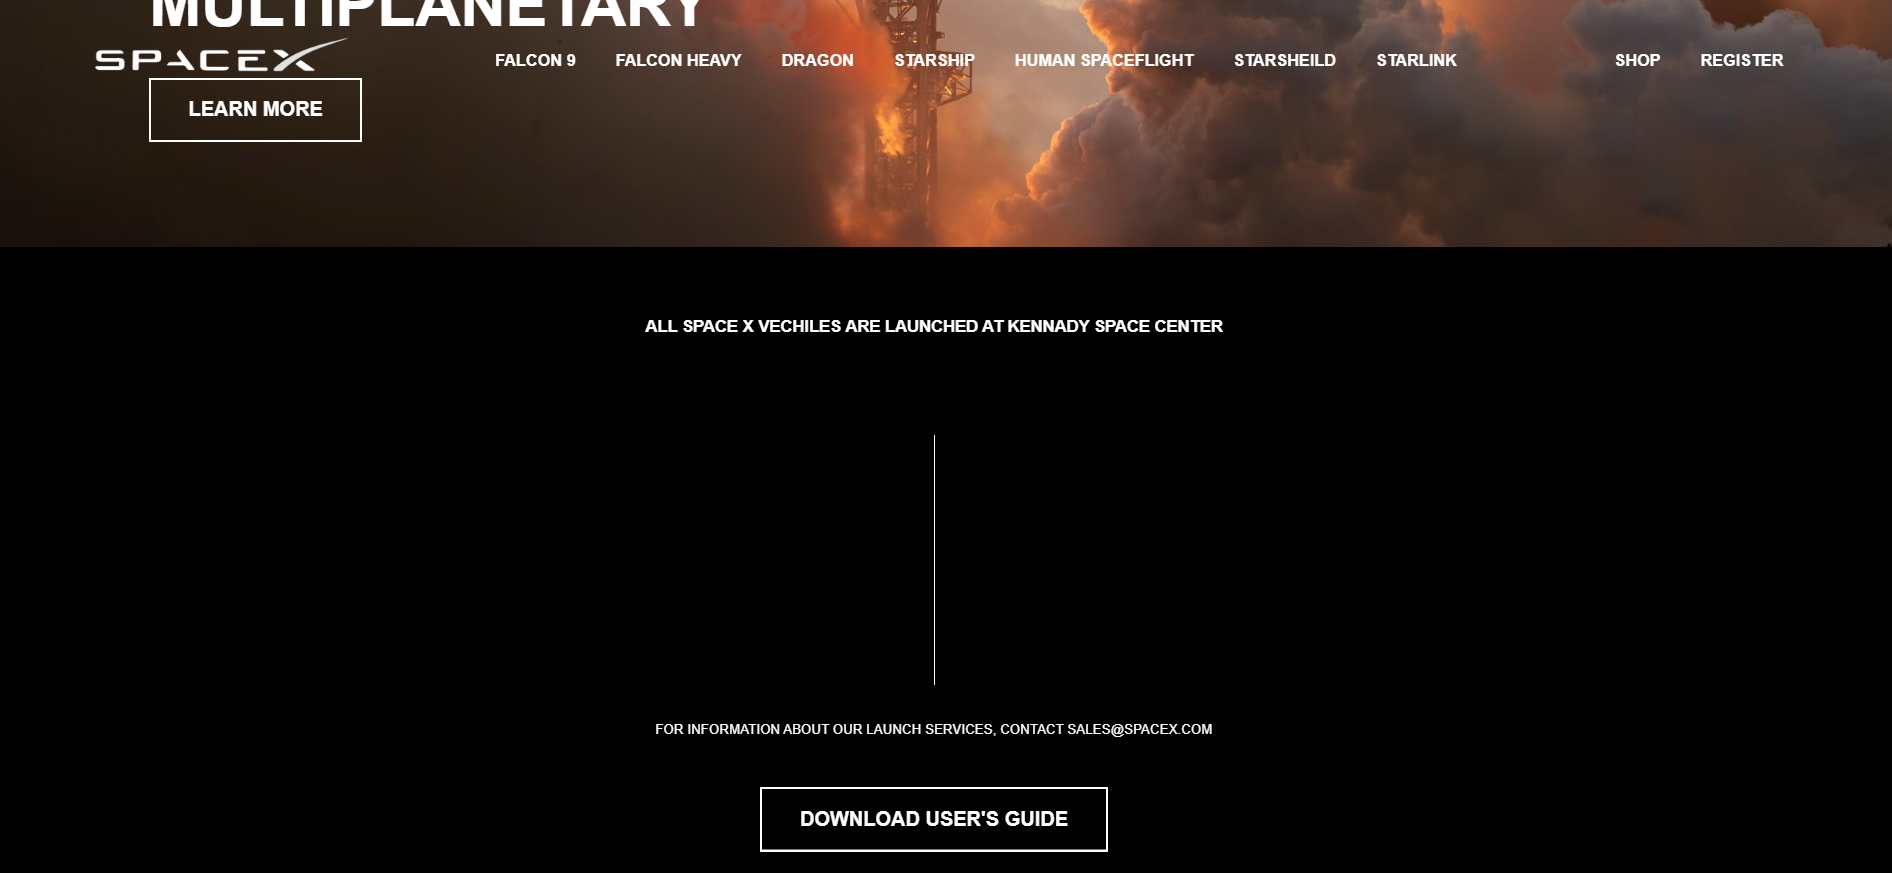 MULTIPLANETARY
SPACEX
FALCON 9 FALCON HEAVY DRAGON STARSHIP HUMAN SPACEFLIGHT STARSHEILD STARLINK SHOP REGISTER
LEARN MORE
ALL SPACE X VECHILES ARE LAUNCHED AT KENNADY SPACE CENTER
FOR INFORMATION ABOUT OUR LAUNCH SERVICES, CONTACT SALES@SPACEX.COM
DOWNLOAD USER'S GUIDE